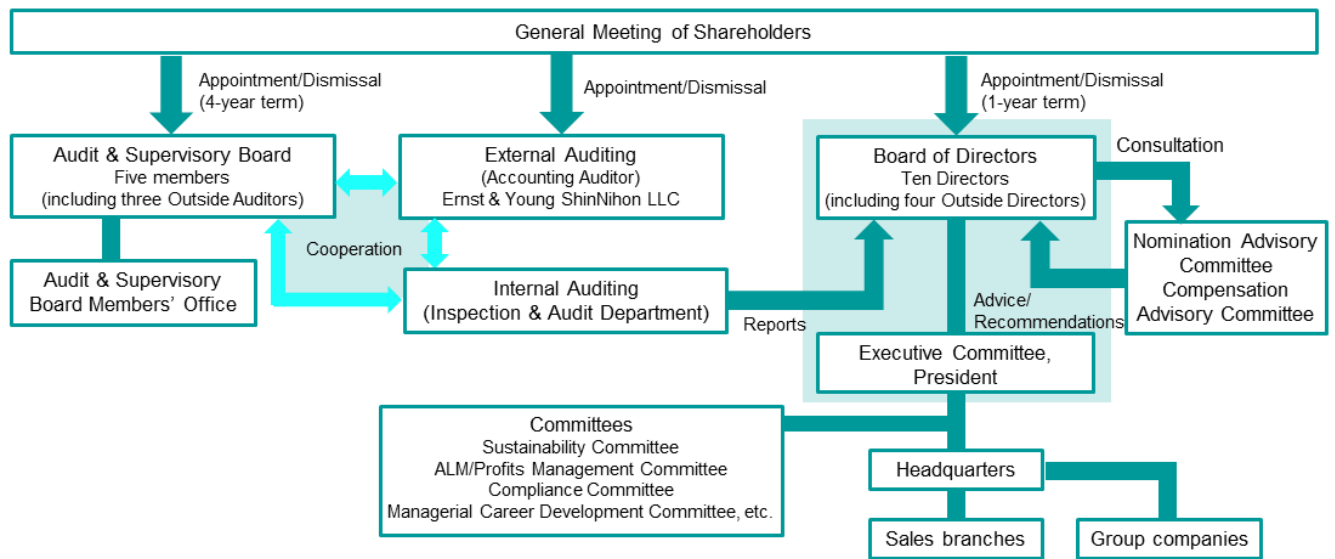 General Meeting of Shareholders
Appointment/Dismissal
(4-year term)
Appointment/Dismissal
Appointment/Dismissal
(1-year term)
Audit & Supervisory Board
Five members
(including three Outside Auditors)
External Auditing
(Accounting Auditor)
Ernst & Young ShinNihon LLC
Board of Directors
Ten Directors
(including four Outside Directors)
Consultation
Cooperation
Audit & Supervisory
Board Members’ Office
Internal Auditing
(Inspection & Audit Department)
Reports
Advice/
Recommendations
Nomination Advisory
Committee
Compensation
Advisory Committee
Executive Committee,
President
Committees
Sustainability Committee
ALM/Profits Management Committee
Compliance Committee
Managerial Career Development Committee, etc.
Headquarters
Sales branches
Group companies